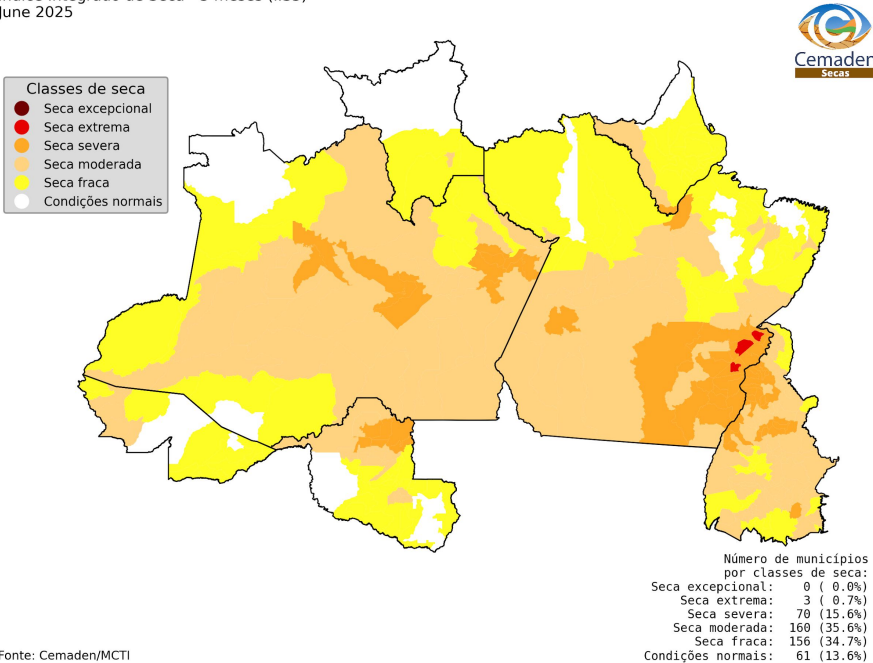 June 2025
Cemaden
Secas
Classes de seca
Seca excepcional
Seca extrema
Seca severa
Seca moderada
Seca fraca
Condições normais
Número de municípios
por classes de seca:
Seca excepcional: 0 ( 0.0%)
Seca extrema: 3 ( 0.7%)
Seca severa: 70 (15.6%)
Seca moderada: 160 (35.6%)
Seca fraca: 156 (34.7%)
Condições normais: 61 (13.6%)
Fonte: Cemaden/MCTI